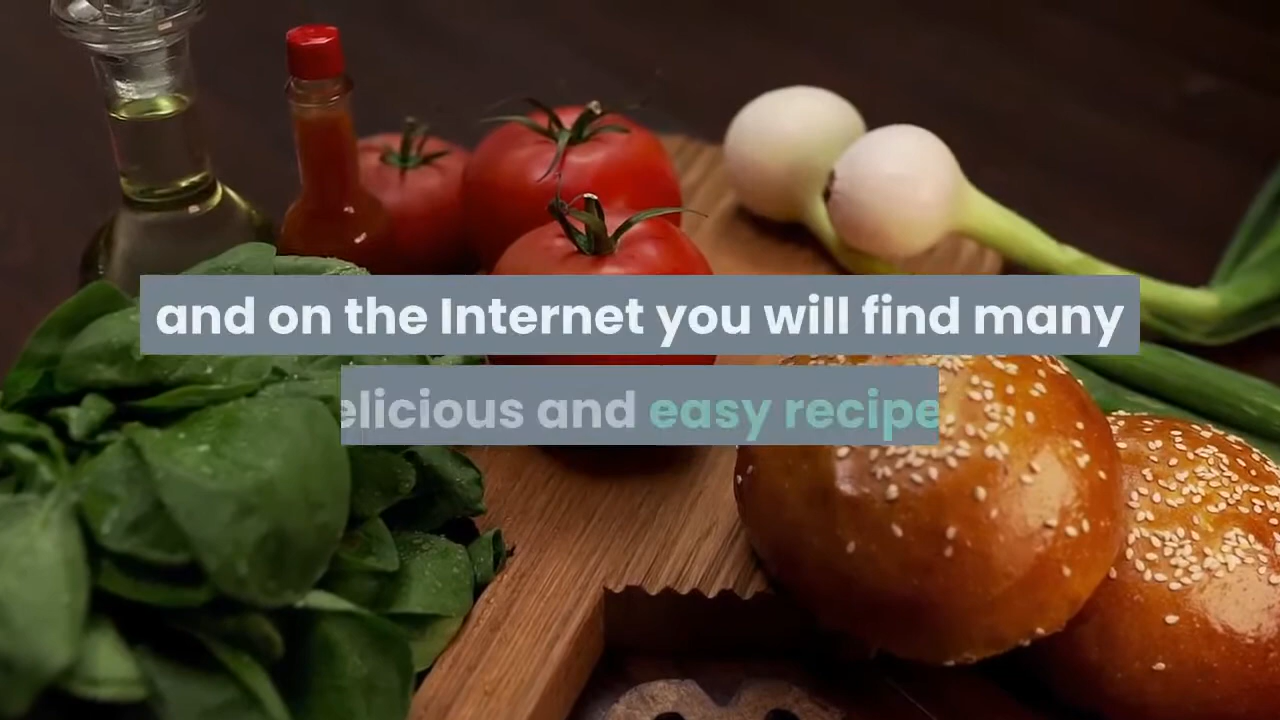 and on the Internet you will find many
elicious and easy recipe